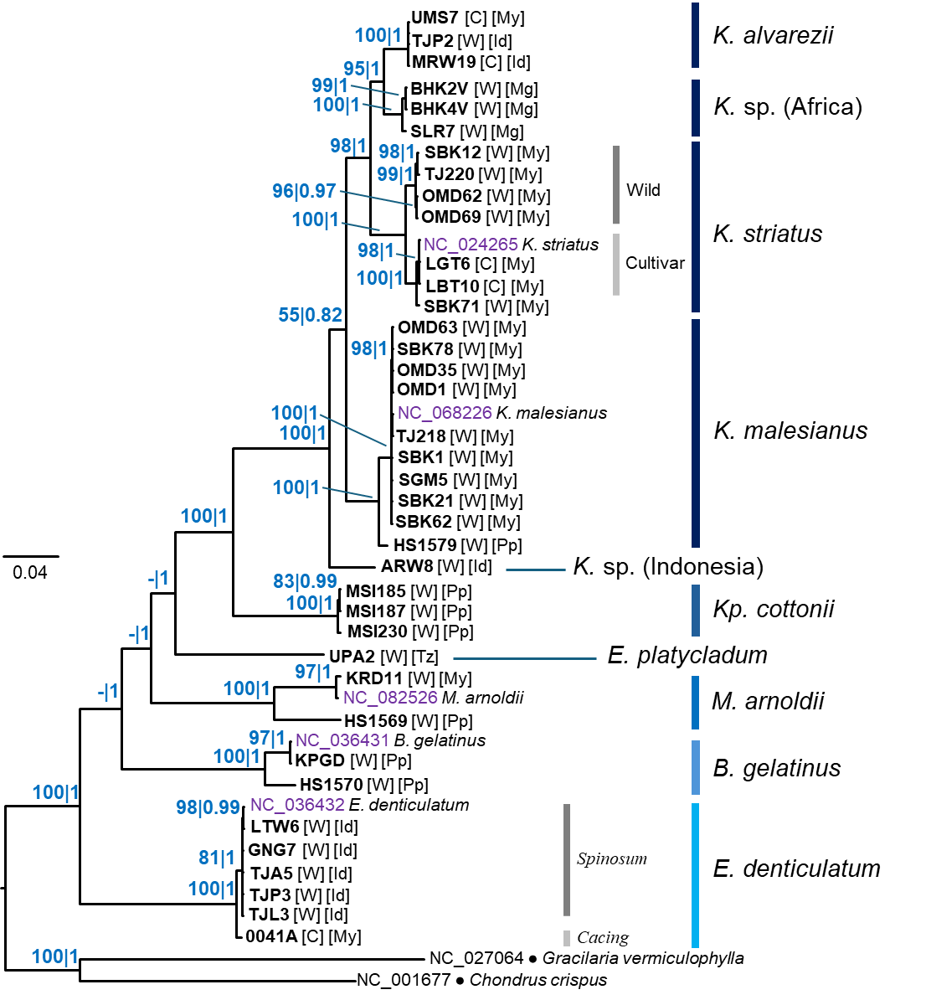 UMS7 [C] [My]
TJP2 [W] [Id]
MRW19 [C] [Id]
100|1
K. alvarezii
95|1
99|1
100|1
BHK2V [W] [Mg]
BHK4V [W] [Mg]
SLR7 [W] [Mg]
K. sp. (Africa)
98|1
98|1
99|1
96|0.97
100|1
SBK12 [W] [My]
TJ220 [W] [My]
OMD62 [W] [My]
OMD69 [W] [My]
Wild
K. striatus
98|1
100|1
NC_024265 K. striatus
LGT6 [C] [My]
LBT10 [C] [My]
SBK71 [W] [My]
Cultivar
55|0.82
98|1
100|1
100|1
100|1
OMD63 [W] [My]
SBK78 [W] [My]
OMD35 [W] [My]
OMD1 [W] [My]
NC_068226 K. malesianus
TJ218 [W] [My]
SBK1 [W] [My]
SGM5 [W] [My]
SBK21 [W] [My]
SBK62 [W] [My]
HS1579 [W] [Pp]
K. malesianus
100|1
ARW8 [W] [Id]
K. sp. (Indonesia)
0.04
83|0.99
100|1
MSI185 [W] [Pp]
MSI187 [W] [Pp]
MSI230 [W] [Pp]
Kp. cottonii
-|1
-|1
UPA2 [W] [Tz]
E. platycladum
97|1
100|1
KRD11 [W] [My]
NC_082526 M. arnoldii
HS1569 [W] [Pp]
M. arnoldii
-|1
97|1
100|1
NC_036431 B. gelatinus
KPGD [W] [Pp]
HS1570 [W] [Pp]
B. gelatinus
100|1
98|0.99
81|1
100|1
NC_036432 E. denticulatum
LTW6 [W] [Id]
GNG7 [W] [Id]
TJA5 [W] [Id]
TJP3 [W] [Id]
TJL3 [W] [Id]
0041A [C] [My]
Spinosum
Cacing
E. denticulatum
100|1
NC_027064 ● Gracilaria vermiculophylla
NC_001677 ● Chondrus crispus